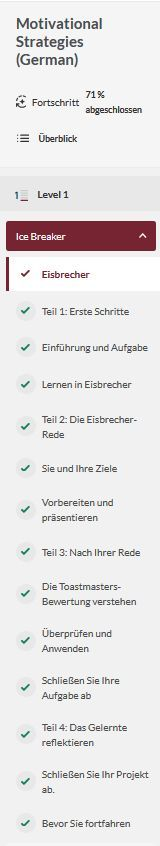 Motivational
Strategies
(German)
Fortschritt
71 %
abgeschlossen
Überblick
Level 1
Ice Breaker
Eisbrecher
Teil 1: Erste Schritte
Einführung und Aufgabe
Lernen in Eisbrecher
Teil 2: Die Eisbrecher-
Rede
Sie und Ihre Ziele
Vorbereiten und
präsentieren
Teil 3: Nach Ihrer Rede
Die Toastmasters-
Bewertung verstehen
Überprüfen und
Anwenden
Schließen Sie Ihre
Aufgabe ab
Teil 4: Das Gelernte
reflektieren
Schließen Sie Ihr Projekt
ab.
Bevor Sie fortfahren